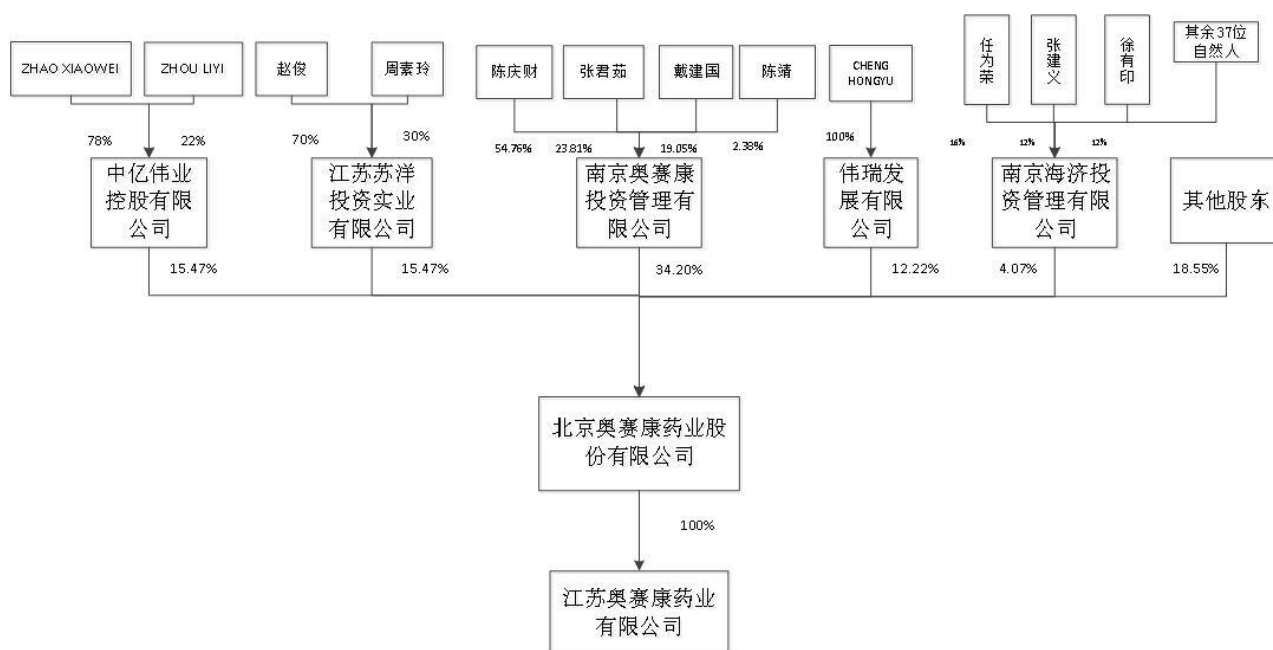 ZHAO XIAOWEI
ZHOU LIYI
赵俊
周素玲
陈庆财
张君茹
戴建国
陈靖
CHENG
HONGYU
任为荣
张建义
徐有印
其余37位
自然人
78%
22%
70%
30%
54.76%
23.81%
19.05%
2.38%
100%
16%
12%
12%
中亿伟业
控股有限
公司
江苏苏洋
投资实业
有限公司
南京奥赛康
投资管理有
限公司
伟瑞发
展有限
公司
南京海济投
资管理有限
公司
其他股东
15.47%
15.47%
34.20%
12.22%
4.07%
18.55%
北京奥赛康药业股
份有限公司
100%
江苏奥赛康药业
有限公司